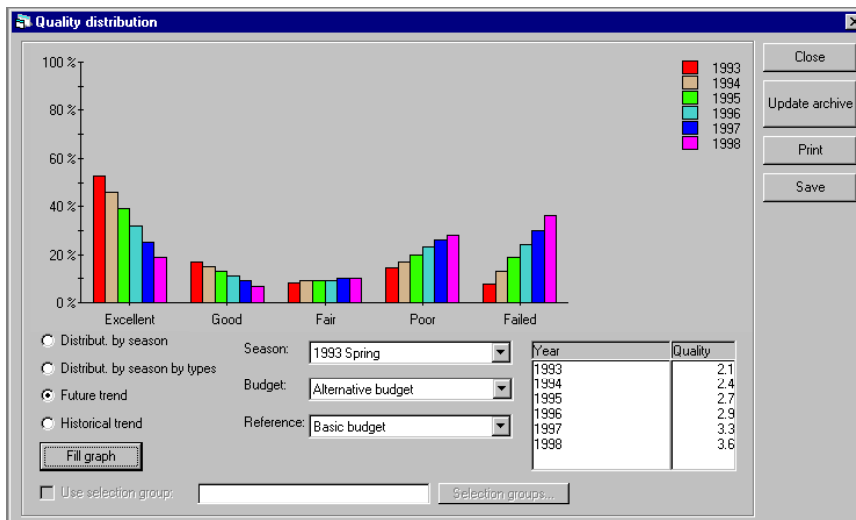 Quality distribution
100 %
80 %
60 %
40 %
20 %
0 %
Excellent Good Fair Poor Failed
1993
1994
1995
1996
1997
1998
Close
Update archive
Print
Save
Distribut. by season
Distribut. by season by types
Future trend
Historical trend
Fill graph
Season: 1993 Spring
Budget: Alternative budget
Reference: Basic budget
Year Quality
1993 2.1
1994 2.4
1995 2.7
1996 2.9
1997 3.3
1998 3.6
Use selection group:
Selection groups...